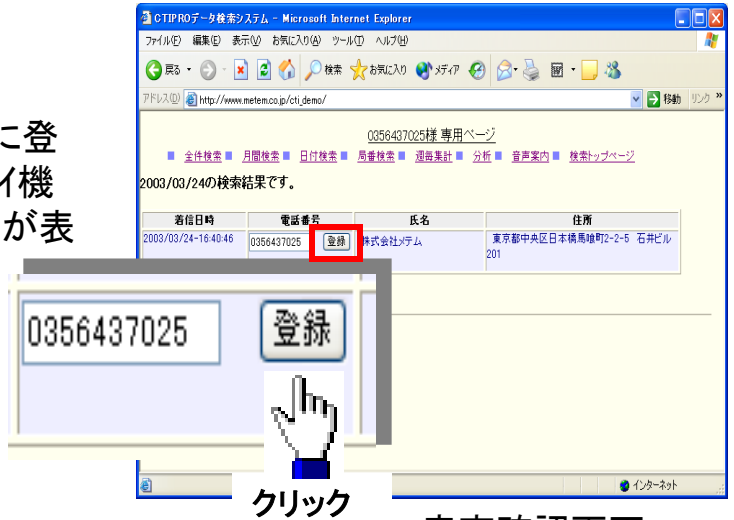 CTIPROデータ検索システム - Microsoft Internet Explorer
ファイル(F) 編集(E) 表示(V) お気に入り(A) ツール(T) ヘルプ(H)
戻る 検索 お気に入り メディア
アドレス(D) http://www.metem.co.jp/cti_demo/ 移動 リンク »
0356437025様 専用ページ
全件検索 月間検索 日付検索 局番検索 週毎集計 分析 音声案内 検索トップページ
2003/03/24の検索結果です。
着信日時 電話番号 氏名 住所
2003/03/24-16:40:46 0356437025 登録 株式会社メテム 東京都中央区日本橋馬喰町2-2-5 石井ビル
201
に登
イ機
が表
0356437025 登録
クリック
インターネット